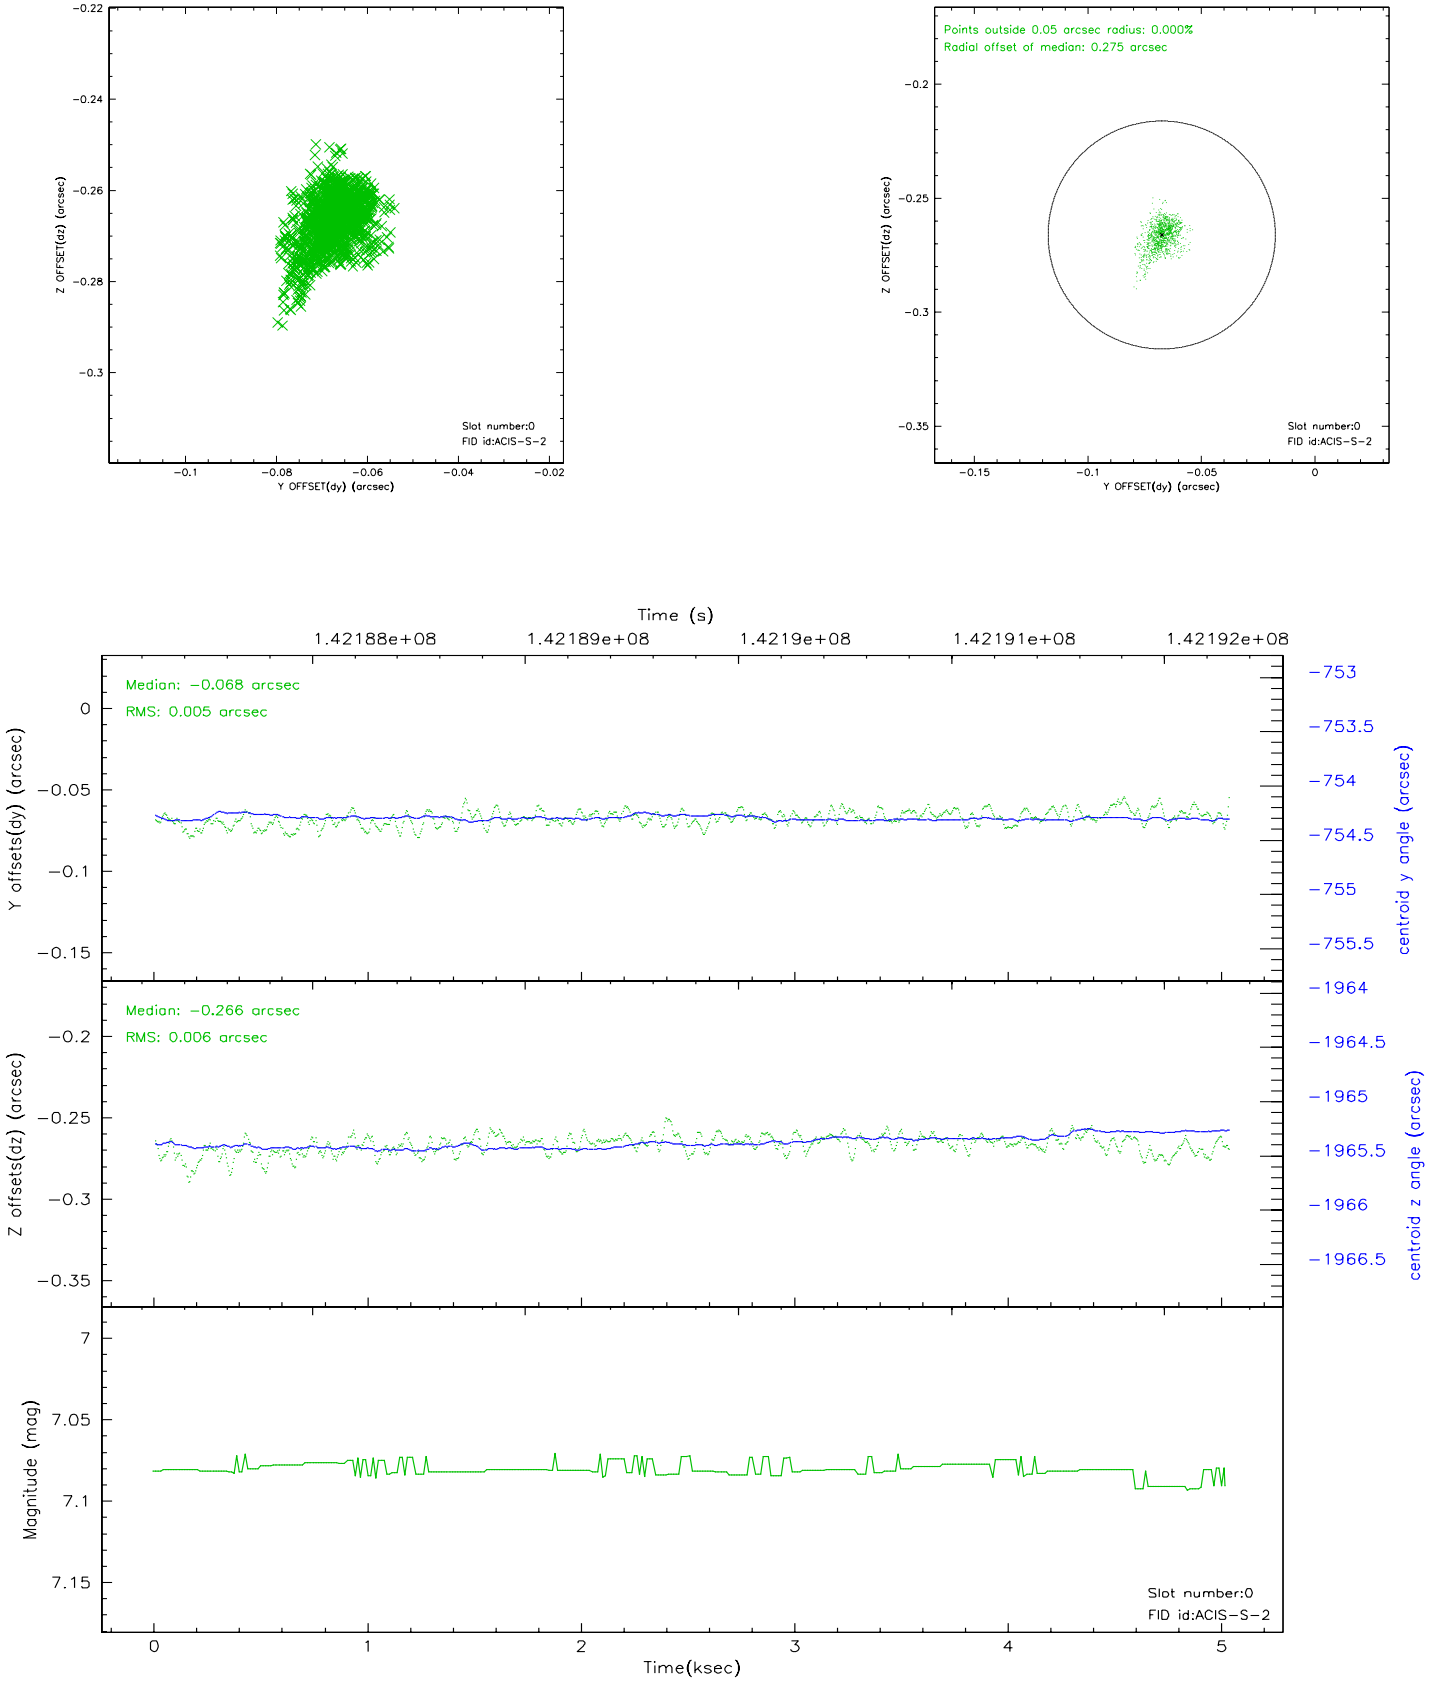 -0.22
-0.24
-0.26
-0.28
-0.3
Z OFFSET(dz) (arcsec)
Slot number:0
FID id:ACIS-S-2
-0.1
-0.08
-0.06
-0.04
-0.02
Y OFFSET(dy) (arcsec)
Points outside 0.05 arcsec radius: 0.000%
Radial offset of median: 0.275 arcsec
-0.2
-0.25
-0.3
-0.35
Z OFFSET(dz) (arcsec)
Slot number:0
FID id:ACIS-S-2
-0.15
-0.1
-0.05
0
Y OFFSET(dy) (arcsec)
Time (s)
1.42188e+08
1.42189e+08
1.4219e+08
1.42191e+08
1.42192e+08
Median: -0.068 arcsec
RMS: 0.005 arcsec
0
-0.05
-0.1
-0.15
Y offsets(dy) (arcsec)
-753
-753.5
-754
-754.5
-755
-755.5
centroid y angle (arcsec)
Median: -0.266 arcsec
RMS: 0.006 arcsec
-0.2
-0.25
-0.3
-0.35
Z offsets(dz) (arcsec)
-1964
-1964.5
-1965
-1965.5
-1966
-1966.5
centroid z angle (arcsec)
7
7.05
7.1
7.15
Magnitude (mag)
Slot number:0
FID id:ACIS-S-2
0
1
2
3
4
5
Time(ksec)